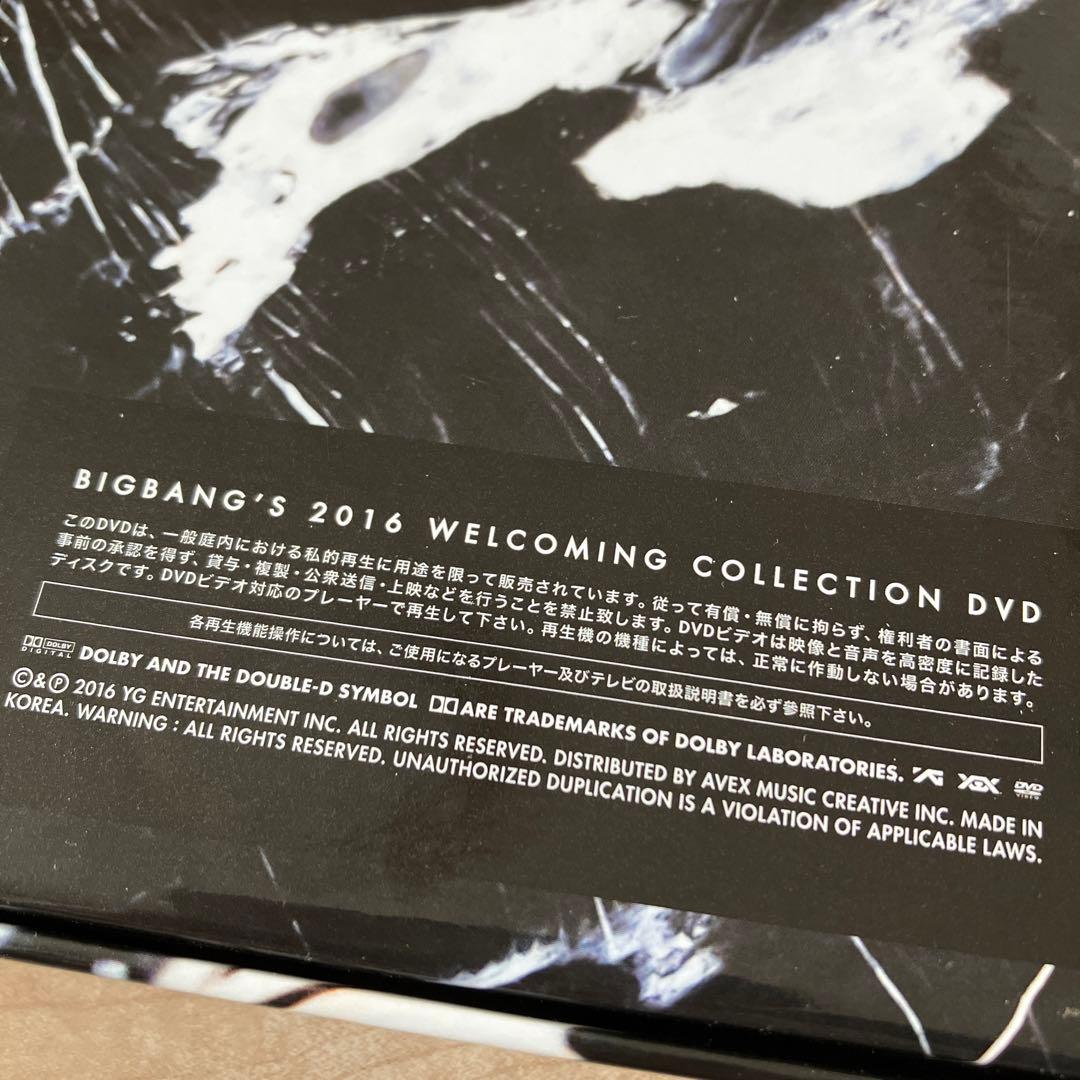 BIGBANG'S 2016 WELCOMING COLLECTION DVD
このDVDは、一般庭内における私的再生に用途を限って販売されています。従って有償・無償に拘らず、権利者の書面による
事前の承認を得ず、貸与・複製・公衆送信・上映などを行うことを禁止致します。DVDビデオは映像と音声を高密度に記録した
ディスクです。DVDビデオ対応のプレーヤーで再生して下さい。再生機の機種によっては、正常に作動しない場合があります。
各再生機能操作については、ご使用になるプレーヤー及びテレビの取扱説明書を必ず参照下さい。
DOLBY DIGITAL DOLBY AND THE DOUBLE-D SYMBOL ARE TRADEMARKS OF DOLBY LABORATORIES. YG YGEX DVD VIDEO
©&℗ 2016 YG ENTERTAINMENT INC. ALL RIGHTS RESERVED. DISTRIBUTED BY AVEX MUSIC CREATIVE INC. MADE IN
KOREA. WARNING : ALL RIGHTS RESERVED. UNAUTHORIZED DUPLICATION IS A VIOLATION OF APPLICABLE LAWS.